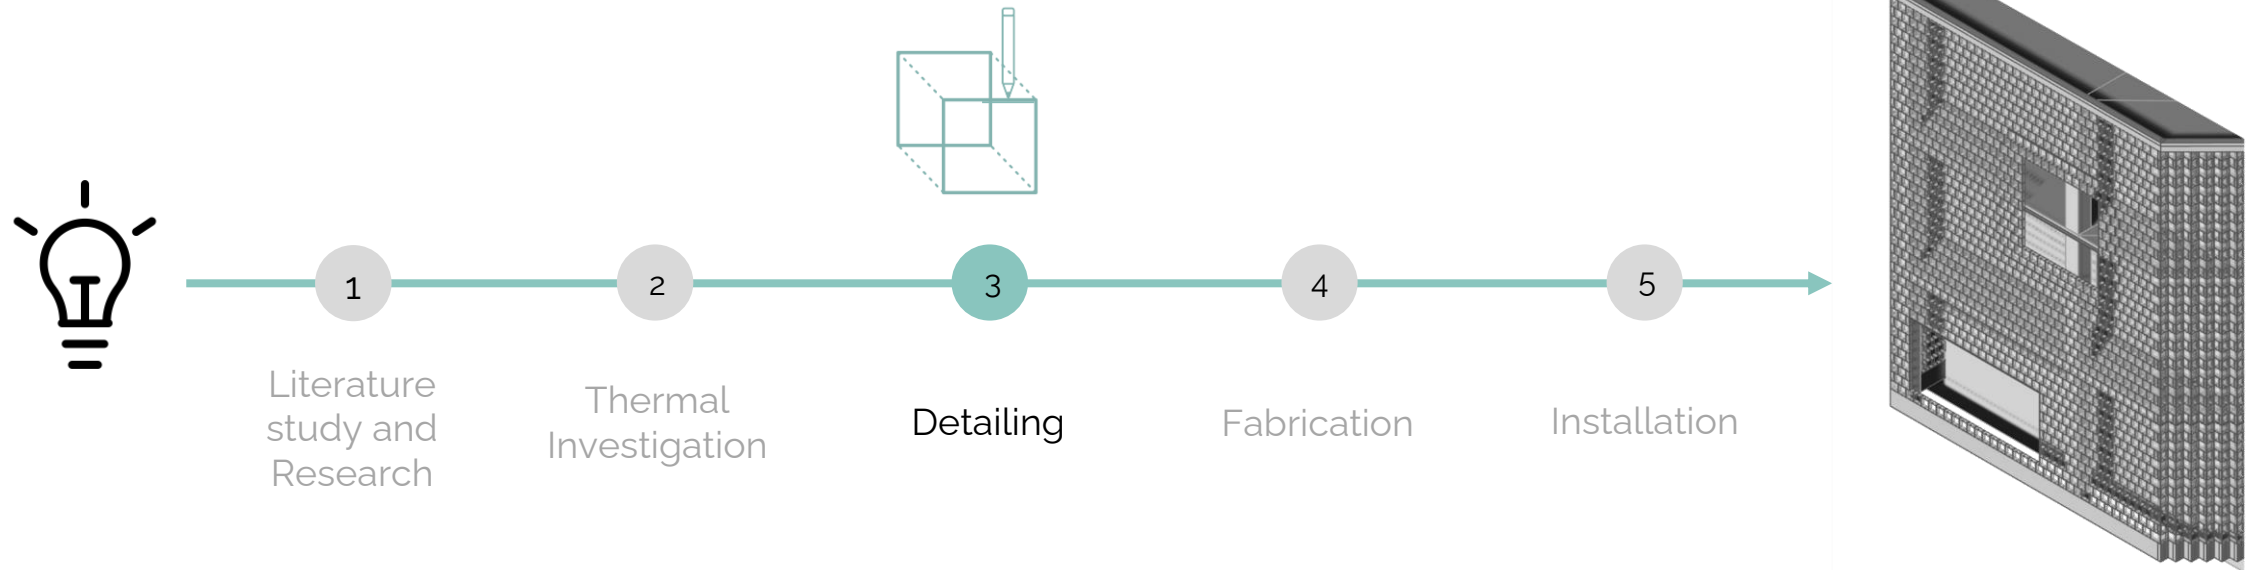 1
2
3
4
5
Literature
study and
Research
Thermal
Investigation
Detailing
Fabrication
Installation